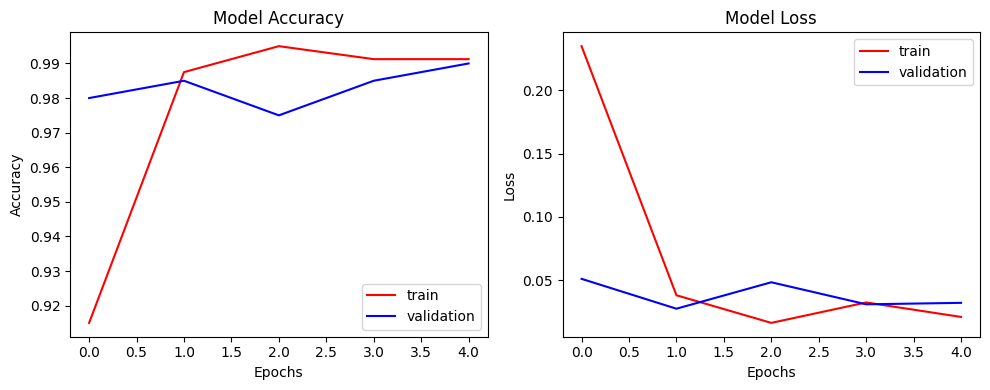 Model Accuracy
Accuracy
0.99
0.98
0.97
0.96
0.95
0.94
0.93
0.92
train
validation
0.0 0.5 1.0 1.5 2.0 2.5 3.0 3.5 4.0
Epochs
Model Loss
Loss
0.20
0.15
0.10
0.05
train
validation
0.0 0.5 1.0 1.5 2.0 2.5 3.0 3.5 4.0
Epochs